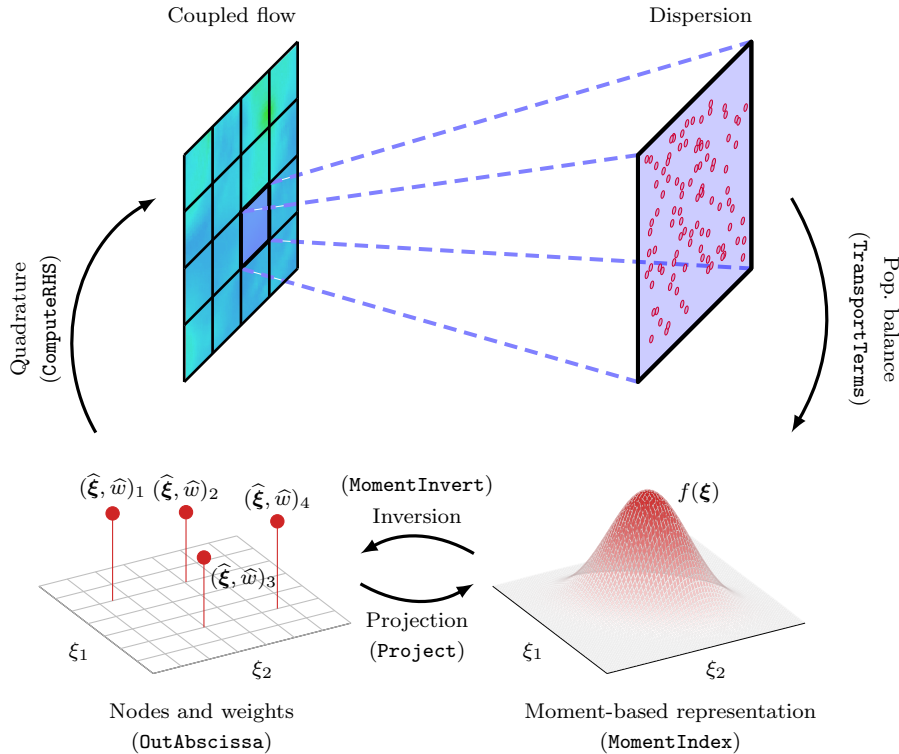 Coupled flow
Dispersion
Quadrature
(ComputeRHS)
Pop. balance
(TransportTerms)
(ξ̂, ŵ)₁
(ξ̂, ŵ)₂
(ξ̂, ŵ)₄
(ξ̂, ŵ)₃
(MomentInvert)
Inversion
f(ξ)
Projection
(Project)
ξ₁
ξ₂
ξ₁
ξ₂
Nodes and weights
(OutAbscissa)
Moment-based representation
(MomentIndex)